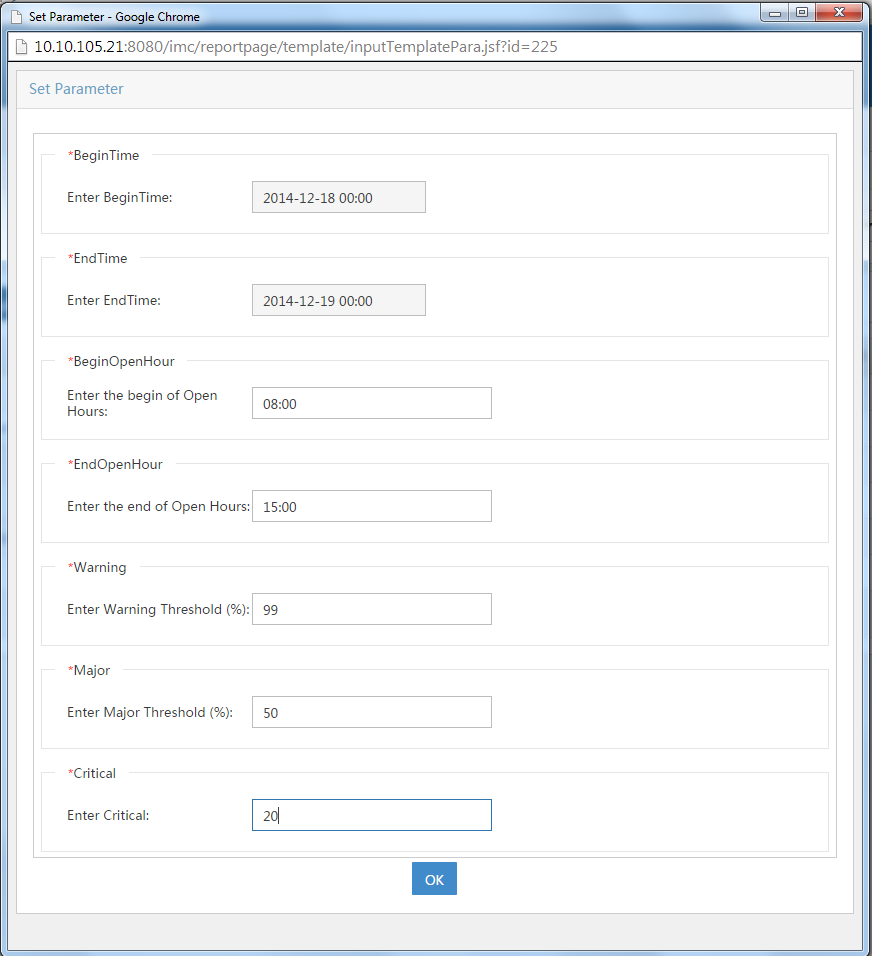 Set Parameter - Google Chrome
10.10.105.21:8080/imc/reportpage/template/inputTemplatePara.jsf?id=225
Set Parameter
*BeginTime
Enter BeginTime: 2014-12-18 00:00
*EndTime
Enter EndTime: 2014-12-19 00:00
*BeginOpenHour
Enter the begin of Open
Hours: 08:00
*EndOpenHour
Enter the end of Open Hours: 15:00
*Warning
Enter Warning Threshold (%): 99
*Major
Enter Major Threshold (%): 50
*Critical
Enter Critical: 20
OK